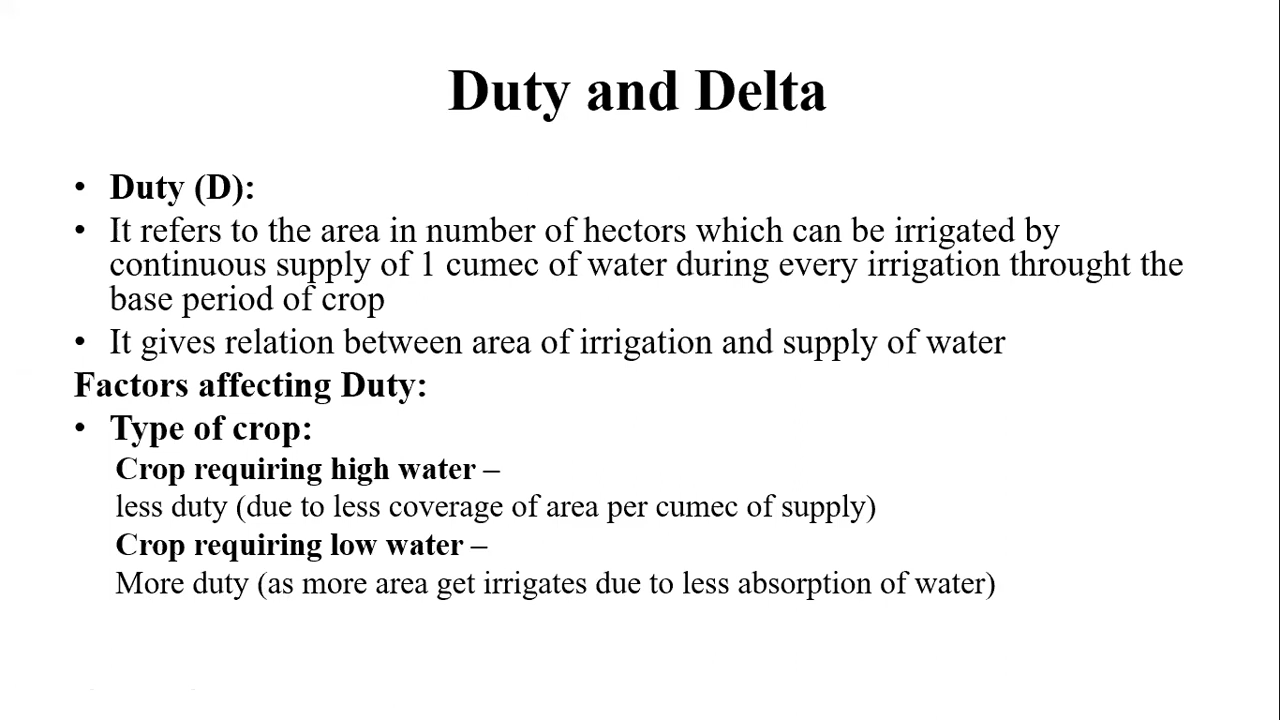 Duty and Delta
• Duty (D):
• It refers to the area in number of hectors which can be irrigated by
continuous supply of 1 cumec of water during every irrigation throught the
base period of crop
• It gives relation between area of irrigation and supply of water
Factors affecting Duty:
• Type of crop:
Crop requiring high water –
less duty (due to less coverage of area per cumec of supply)
Crop requiring low water –
More duty (as more area get irrigates due to less absorption of water)